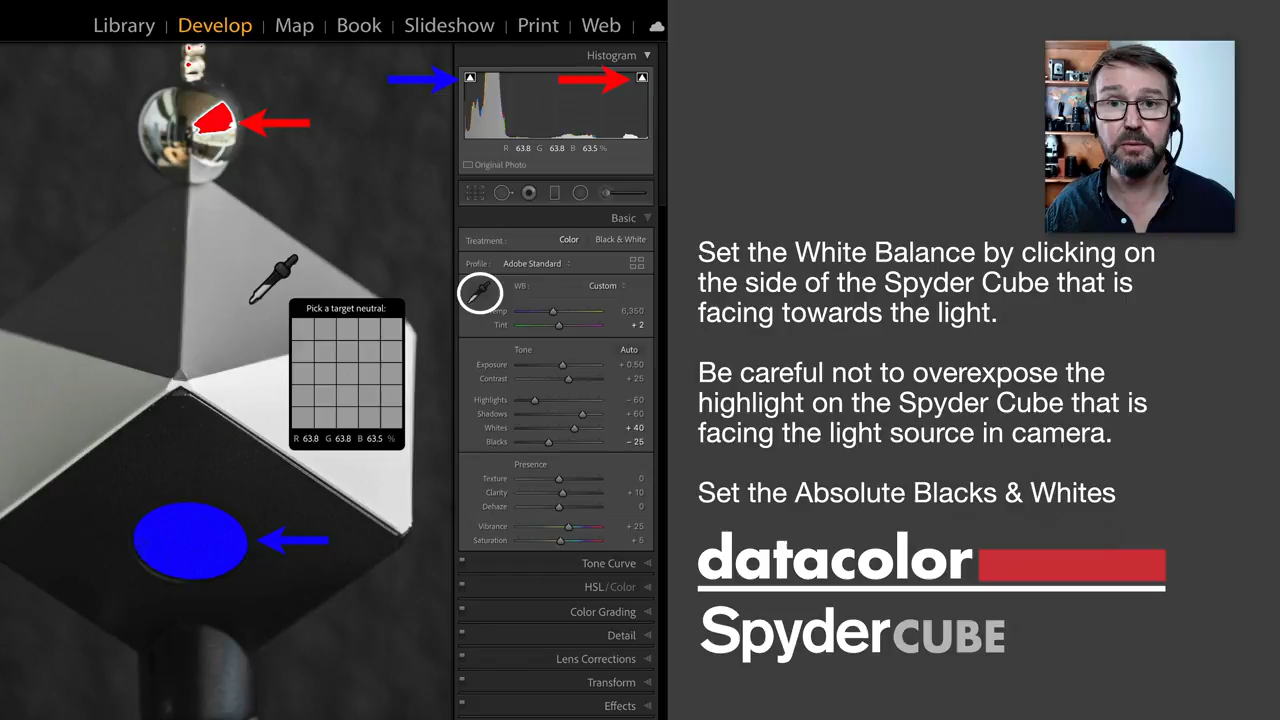 Library | Develop | Map | Book | Slideshow | Print | Web
Histogram
R 63.8 G 63.8 B 63.5 %
Original Photo
Basic
Treatment : Color Black & White
Profile : Adobe Standard
WB : Custom
Temp 6,350
Tint + 2
Tone Auto
Exposure + 0.50
Contrast + 25
Highlights − 60
Shadows + 60
Whites + 40
Blacks − 25
Presence
Texture 0
Clarity + 10
Dehaze 0
Vibrance + 25
Saturation + 5
Tone Curve
HSL / Color
Color Grading
Detail
Lens Corrections
Transform
Effects
Pick a target neutral:
R 63.8 G 63.8 B 63.5 %
Set the White Balance by clicking on
the side of the Spyder Cube that is
facing towards the light.
Be careful not to overexpose the
highlight on the Spyder Cube that is
facing the light source in camera.
Set the Absolute Blacks & Whites
datacolor
SpyderCUBE